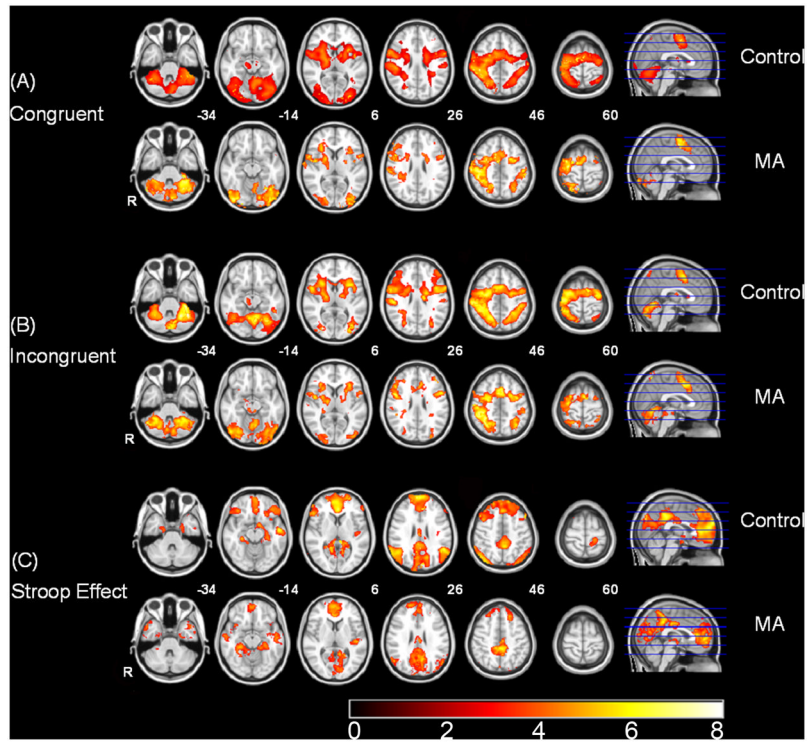 Control
(A)
Congruent
-34 -14 6 26 46 60
MA
R
Control
(B)
Incongruent
-34 -14 6 26 46 60
MA
R
Control
(C)
Stroop Effect
-34 -14 6 26 46 60
MA
R
0 2 4 6 8